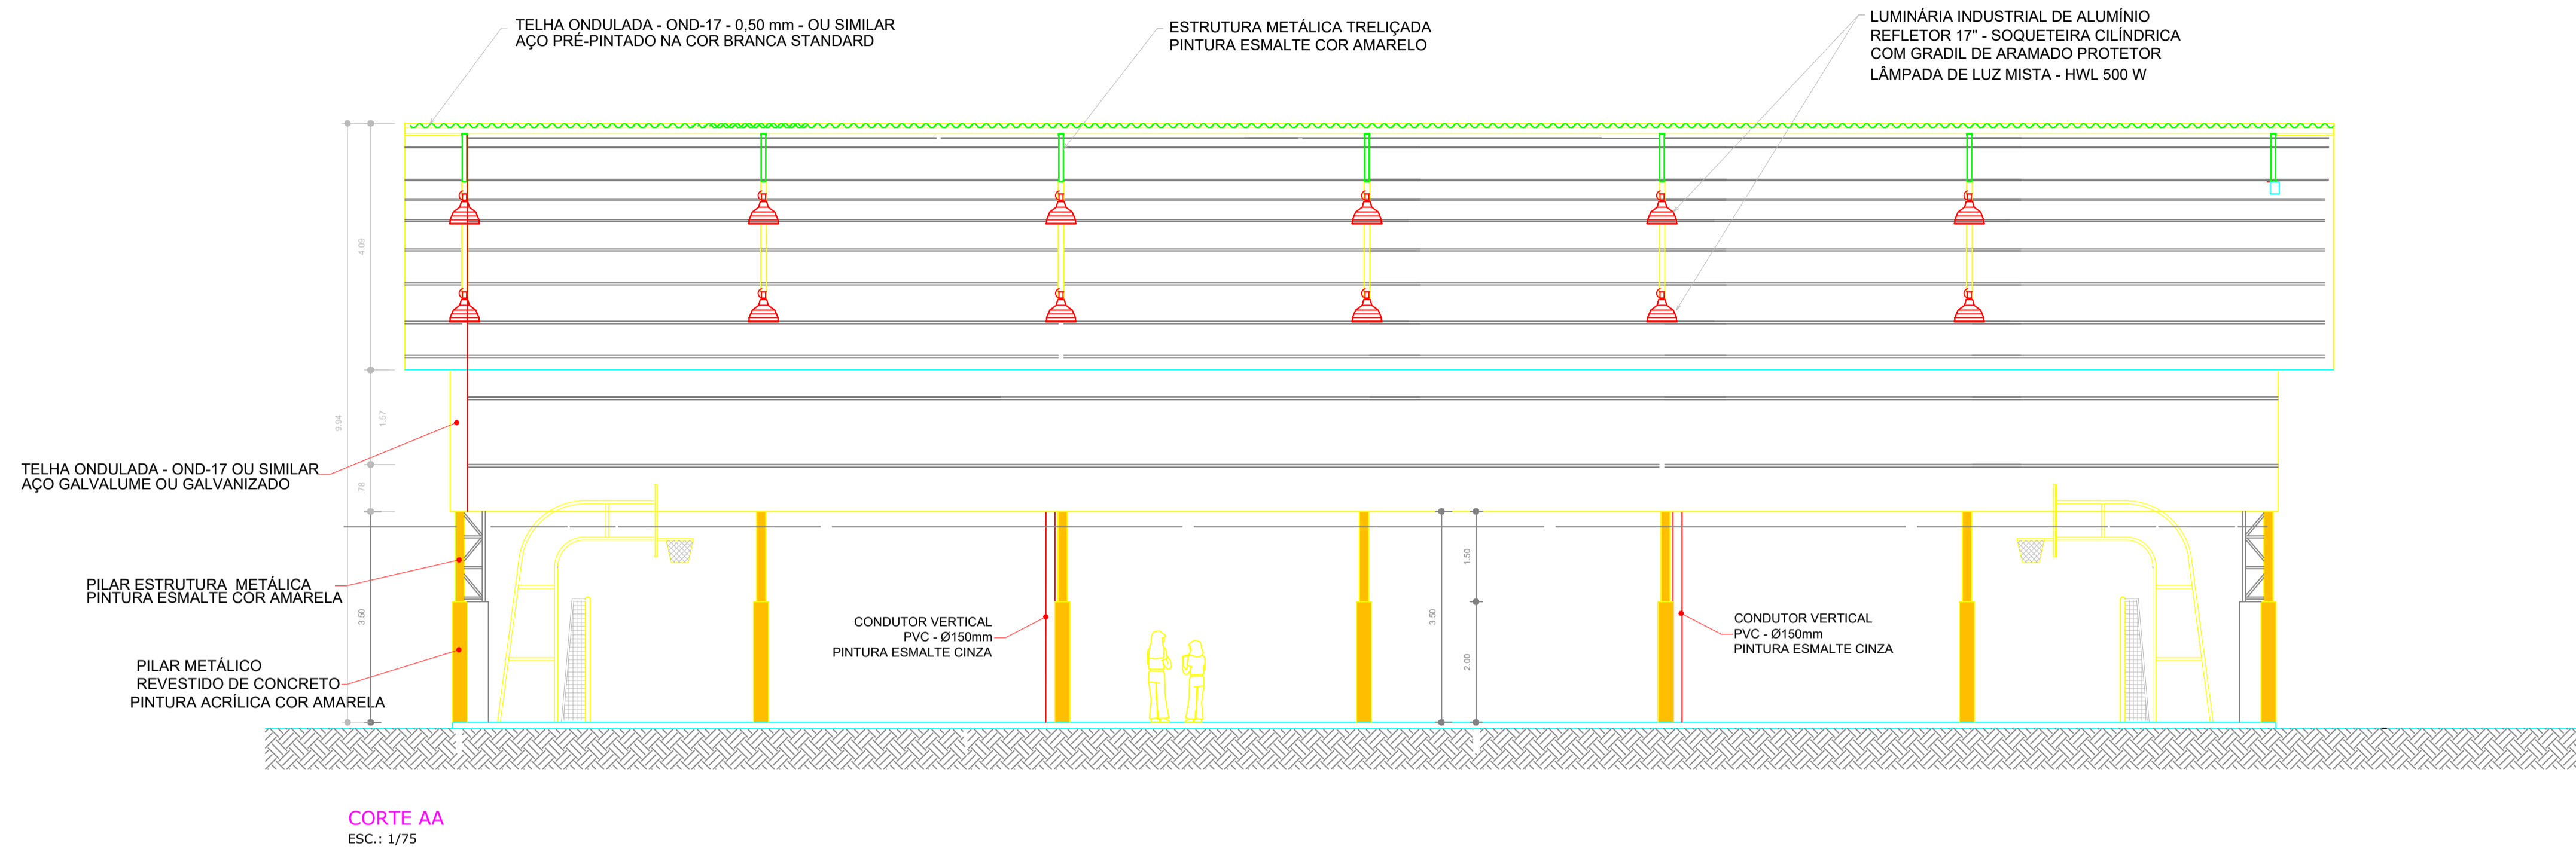 TELHA ONDULADA - OND-17 - 0,50 mm - OU SIMILAR
AÇO PRÉ-PINTADO NA COR BRANCA STANDARD
ESTRUTURA METÁLICA TRELIÇADA
PINTURA ESMALTE COR AMARELO
LUMINÁRIA INDUSTRIAL DE ALUMÍNIO
REFLETOR 17" - SOQUETEIRA CILÍNDRICA
COM GRADIL DE ARAMADO PROTETOR
LÂMPADA DE LUZ MISTA - HWL 500 W
4.09
9.94
1.57
.78
3.50
TELHA ONDULADA - OND-17 OU SIMILAR
AÇO GALVALUME OU GALVANIZADO
PILAR ESTRUTURA METÁLICA
PINTURA ESMALTE COR AMARELA
PILAR METÁLICO
REVESTIDO DE CONCRETO
PINTURA ACRÍLICA COR AMARELA
CONDUTOR VERTICAL
PVC - Ø150mm
PINTURA ESMALTE CINZA
3.50
1.50
2.00
CONDUTOR VERTICAL
PVC - Ø150mm
PINTURA ESMALTE CINZA
CORTE AA
ESC.: 1/75